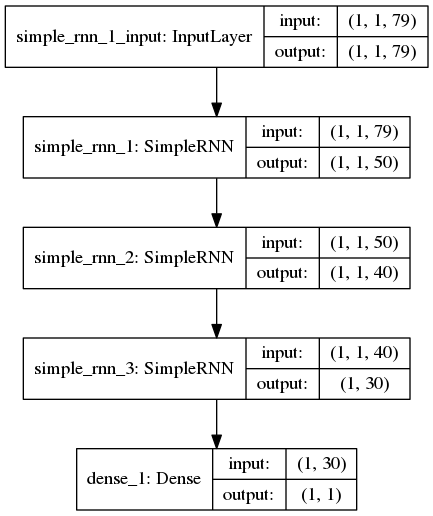 simple_rnn_1_input: InputLayer input: (1, 1, 79)
output: (1, 1, 79)
simple_rnn_1: SimpleRNN input: (1, 1, 79)
output: (1, 1, 50)
simple_rnn_2: SimpleRNN input: (1, 1, 50)
output: (1, 1, 40)
simple_rnn_3: SimpleRNN input: (1, 1, 40)
output: (1, 30)
dense_1: Dense input: (1, 30)
output: (1, 1)